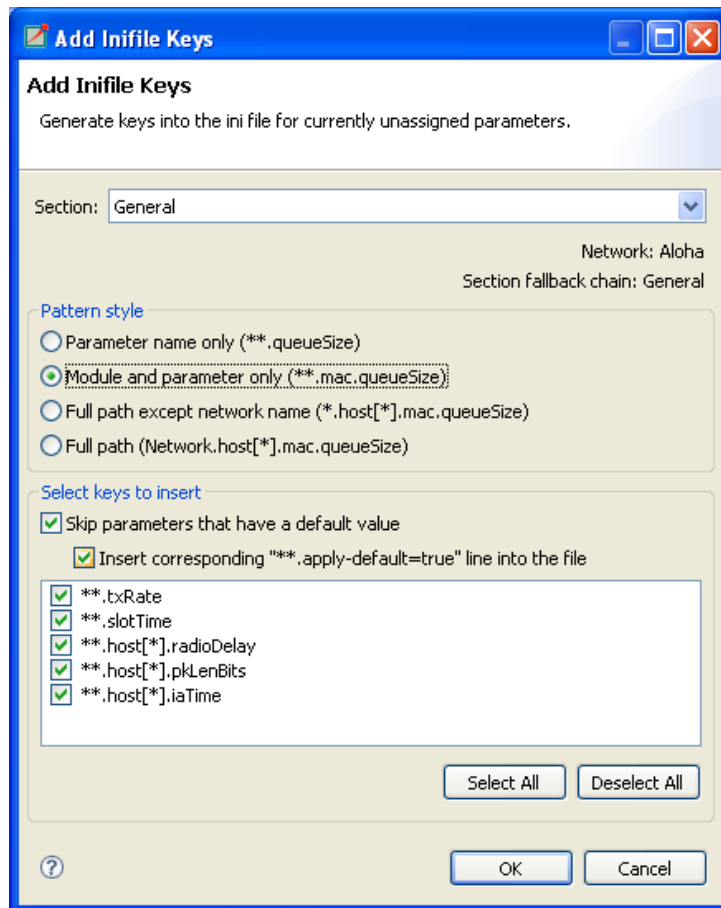 Add Inifile Keys
Add Inifile Keys
Generate keys into the ini file for currently unassigned parameters.
Section: General
Network: Aloha
Section fallback chain: General
Pattern style
Parameter name only (**.queueSize)
Module and parameter only (**.mac.queueSize)
Full path except network name (*.host[*].mac.queueSize)
Full path (Network.host[*].mac.queueSize)
Select keys to insert
Skip parameters that have a default value
Insert corresponding "**.apply-default=true" line into the file
**.txRate
**.slotTime
**.host[*].radioDelay
**.host[*].pkLenBits
**.host[*].iaTime
Select All Deselect All
? OK Cancel